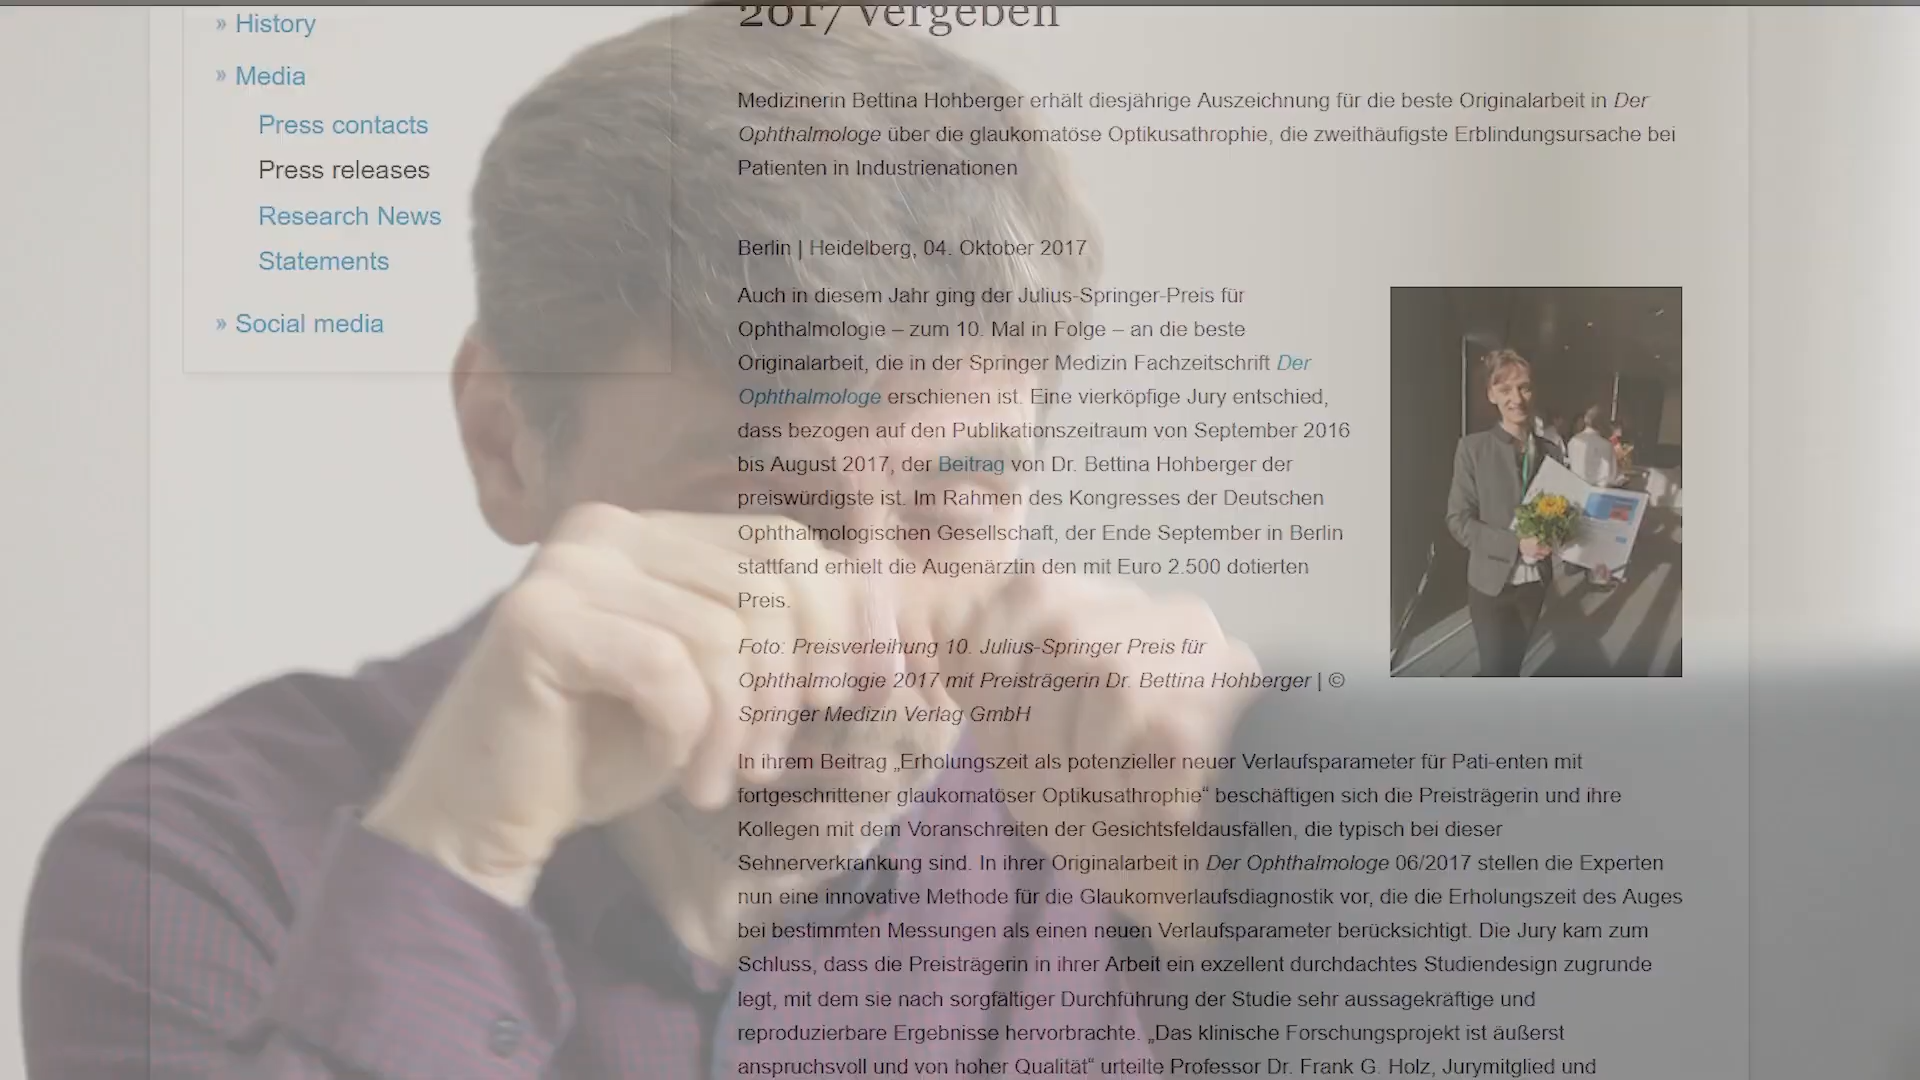 » History
» Media
Press contacts
Press releases
Research News
Statements
» Social media
2017 vergeben
Medizinerin Bettina Hohberger erhält diesjährige Auszeichnung für die beste Originalarbeit in Der
Ophthalmologe über die glaukomatöse Optikusathrophie, die zweithäufigste Erblindungsursache bei
Patienten in Industrienationen
Berlin | Heidelberg, 04. Oktober 2017
Auch in diesem Jahr ging der Julius-Springer-Preis für
Ophthalmologie – zum 10. Mal in Folge – an die beste
Originalarbeit, die in der Springer Medizin Fachzeitschrift Der
Ophthalmologe erschienen ist. Eine vierköpfige Jury entschied,
dass bezogen auf den Publikationszeitraum von September 2016
bis August 2017, der Beitrag von Dr. Bettina Hohberger der
preiswürdigste ist. Im Rahmen des Kongresses der Deutschen
Ophthalmologischen Gesellschaft, der Ende September in Berlin
stattfand erhielt die Augenärztin den mit Euro 2.500 dotierten
Preis.
Foto: Preisverleihung 10. Julius-Springer Preis für
Ophthalmologie 2017 mit Preisträgerin Dr. Bettina Hohberger | ©
Springer Medizin Verlag GmbH
In ihrem Beitrag „Erholungszeit als potenzieller neuer Verlaufsparameter für Pati-enten mit
fortgeschrittener glaukomatöser Optikusathrophie“ beschäftigen sich die Preisträgerin und ihre
Kollegen mit dem Voranschreiten der Gesichtsfeldausfällen, die typisch bei dieser
Sehnerverkrankung sind. In ihrer Originalarbeit in Der Ophthalmologe 06/2017 stellen die Experten
nun eine innovative Methode für die Glaukomverlaufsdiagnostik vor, die die Erholungszeit des Auges
bei bestimmten Messungen als einen neuen Verlaufsparameter berücksichtigt. Die Jury kam zum
Schluss, dass die Preisträgerin in ihrer Arbeit ein exzellent durchdachtes Studiendesign zugrunde
legt, mit dem sie nach sorgfältiger Durchführung der Studie sehr aussagekräftige und
reproduzierbare Ergebnisse hervorbrachte. „Das klinische Forschungsprojekt ist äußerst
anspruchsvoll und von hoher Qualität“ urteilte Professor Dr. Frank G. Holz, Jurymitglied und